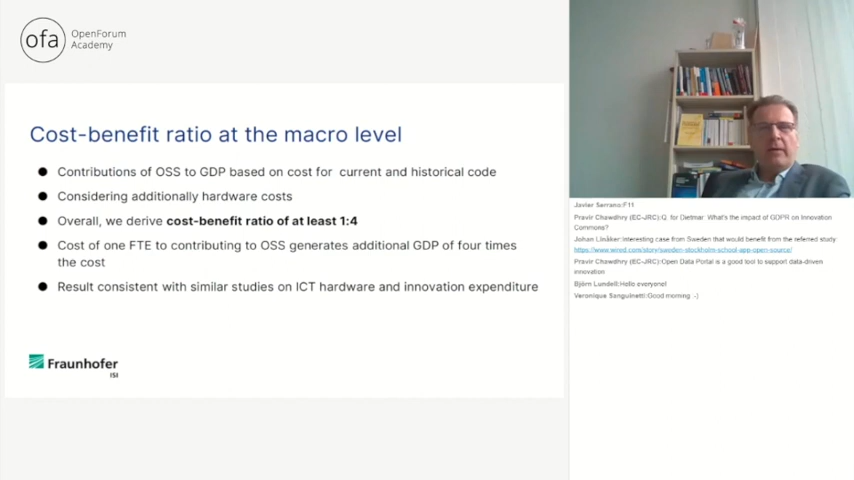 ofa
OpenForum
Academy
Cost-benefit ratio at the macro level
Contributions of OSS to GDP based on cost for current and historical code
Considering additionally hardware costs
Overall, we derive cost-benefit ratio of at least 1:4
Cost of one FTE to contributing to OSS generates additional GDP of four times
the cost
Result consistent with similar studies on ICT hardware and innovation expenditure
Fraunhofer
ISI
Javier Serrano:F11
Pravir Chawdhry (EC-JRC):Q: for Dietmar: What's the impact of GDPR on Innovation
Commons?
Johan Linåker:Interesting case from Sweden that would benefit from the referred study:
https://www.wired.com/story/sweden-stockholm-school-app-open-source/
Pravir Chawdhry (EC-JRC):Open Data Portal is a good tool to support data-driven
innovation
Björn Lundell:Hello everyone!
Veronique Sanguinetti:Good morning :-)